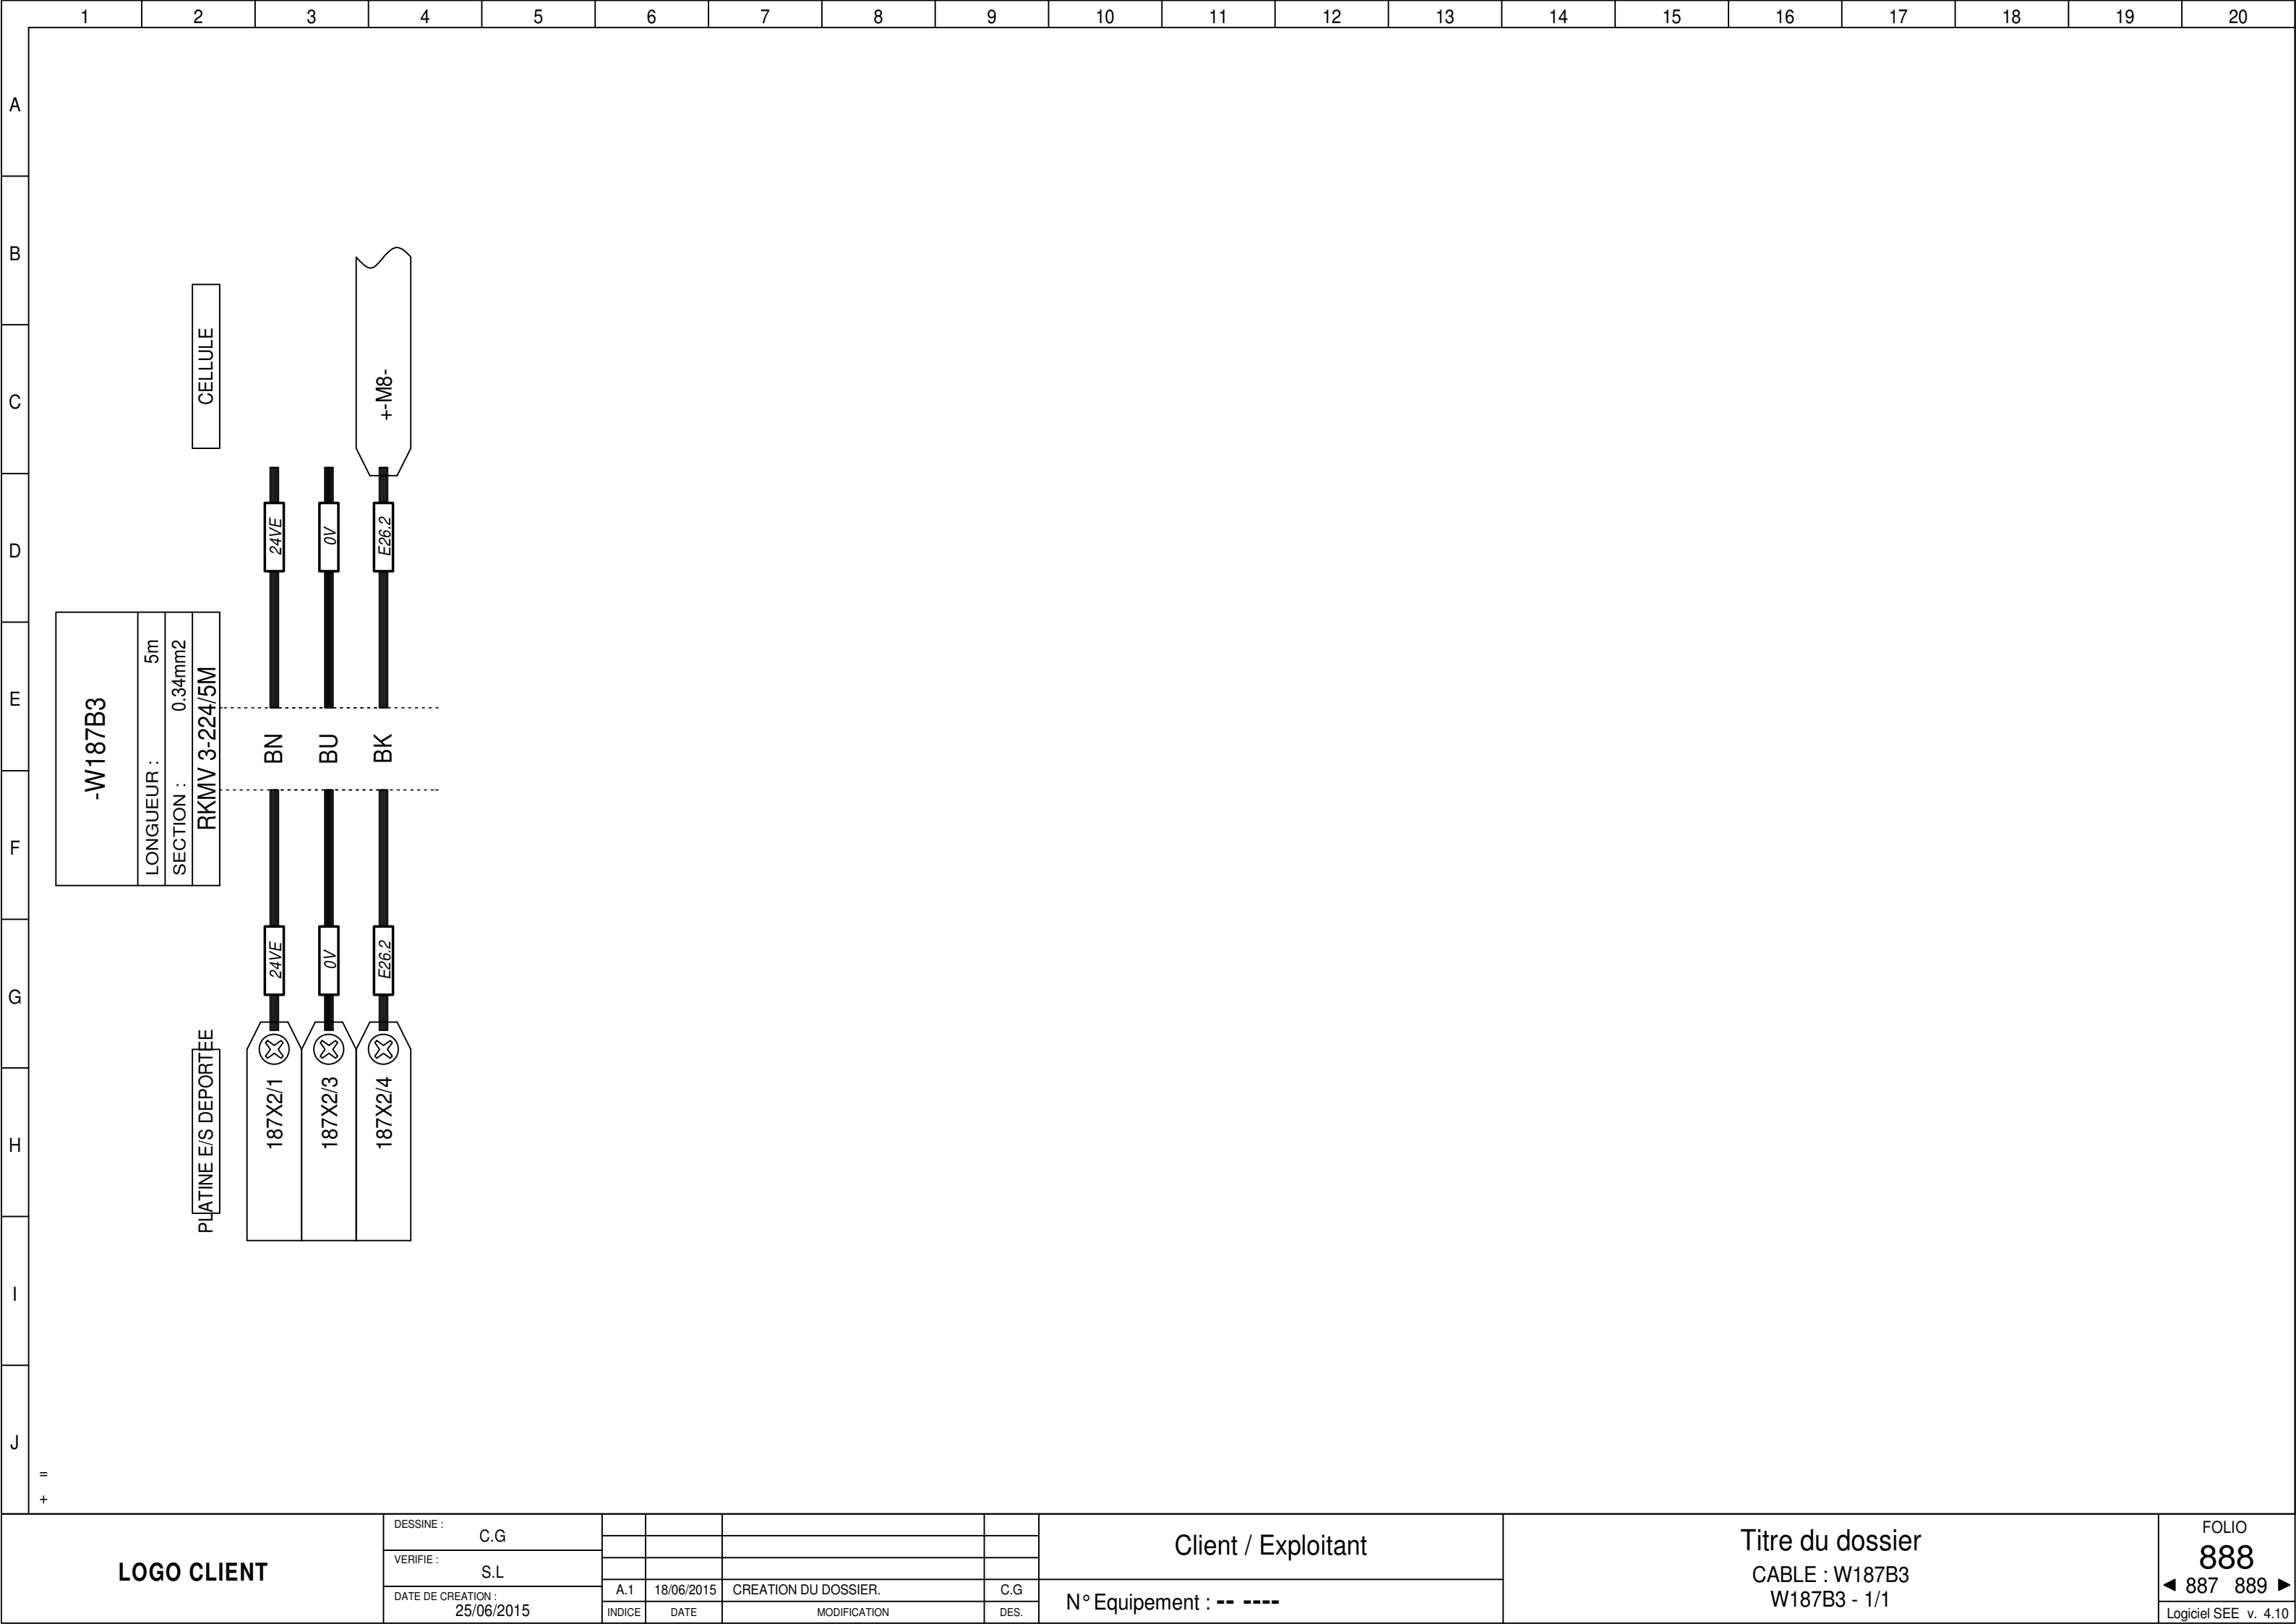 1 2 3 4 5 6 7 8 9 10 11 12 13 14 15 16 17 18 19 20
A
B
C
D
E
F
G
H
I
J
CELLULE
+-M8-
24VE 0V E26.2
-W187B3
LONGUEUR : 5m
SECTION : 0.34mm2
RKMV 3-224/5M
BN BU BK
24VE 0V E26.2
PLATINE E/S DEPORTEE
187X2/1 187X2/3 187X2/4
=
+
LOGO CLIENT
DESSINE :
C.G
VERIFIE :
S.L
DATE DE CREATION :
25/06/2015
A.1 18/06/2015 CREATION DU DOSSIER. C.G
INDICE DATE MODIFICATION DES.
Client / Exploitant
N° Equipement : -- ----
Titre du dossier
CABLE : W187B3
W187B3 - 1/1
FOLIO
888
◄ 887 889 ►
Logiciel SEE v. 4.10